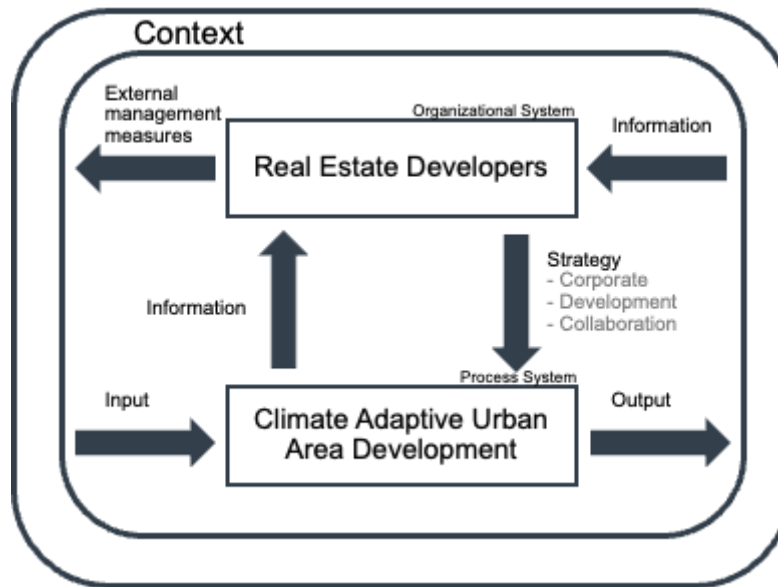 Context
External
management
measures
Organizational System
Information
Real Estate Developers
Strategy
- Corporate
- Development
- Collaboration
Information
Process System
Input
Climate Adaptive Urban
Area Development
Output